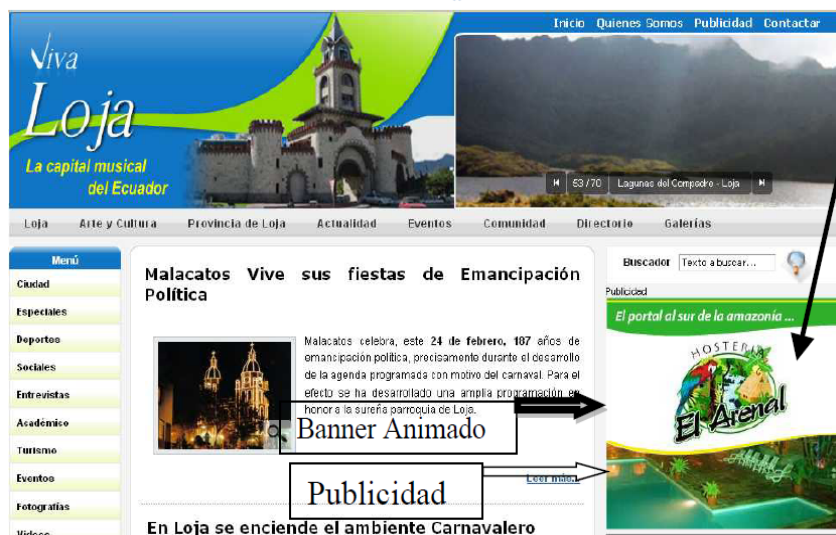 Inicio Quienes Somos Publicidad Contactar
Viva
Loja
La capital musical
del Ecuador
53 / 70 Lagunas del Compadre - Loja
Loja Arte y Cultura Provincia de Loja Actualidad Eventos Comunidad Directorio Galerías
Menú
Ciudad
Especiales
Deportes
Sociales
Entrevistas
Académico
Turismo
Eventos
Fotografías
Videos
Malacatos Vive sus fiestas de Emancipación
Política
Malacatos celebra, este 24 de febrero, 187 años de
emancipación política, precisamente durante el desarrollo
de la agenda programada con motivo del carnaval. Para el
efecto se ha desarrollado una amplia programación en
honor a la sureña parroquia de Loja.
Banner Animado
Leer más..
Publicidad
En Loja se enciende el ambiente Carnavalero
Buscador Texto a buscar...
Publicidad
El portal al sur de la amazonía ...
HOSTERIA
El Arenal